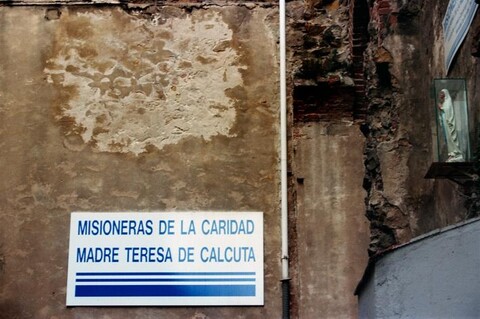 MISIONERAS DE LA CARIDAD
MADRE TERESA DE CALCUTA